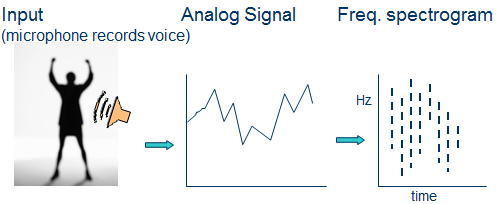 Input
(microphone records voice)
Analog Signal
Freq. spectrogram
Hz
time